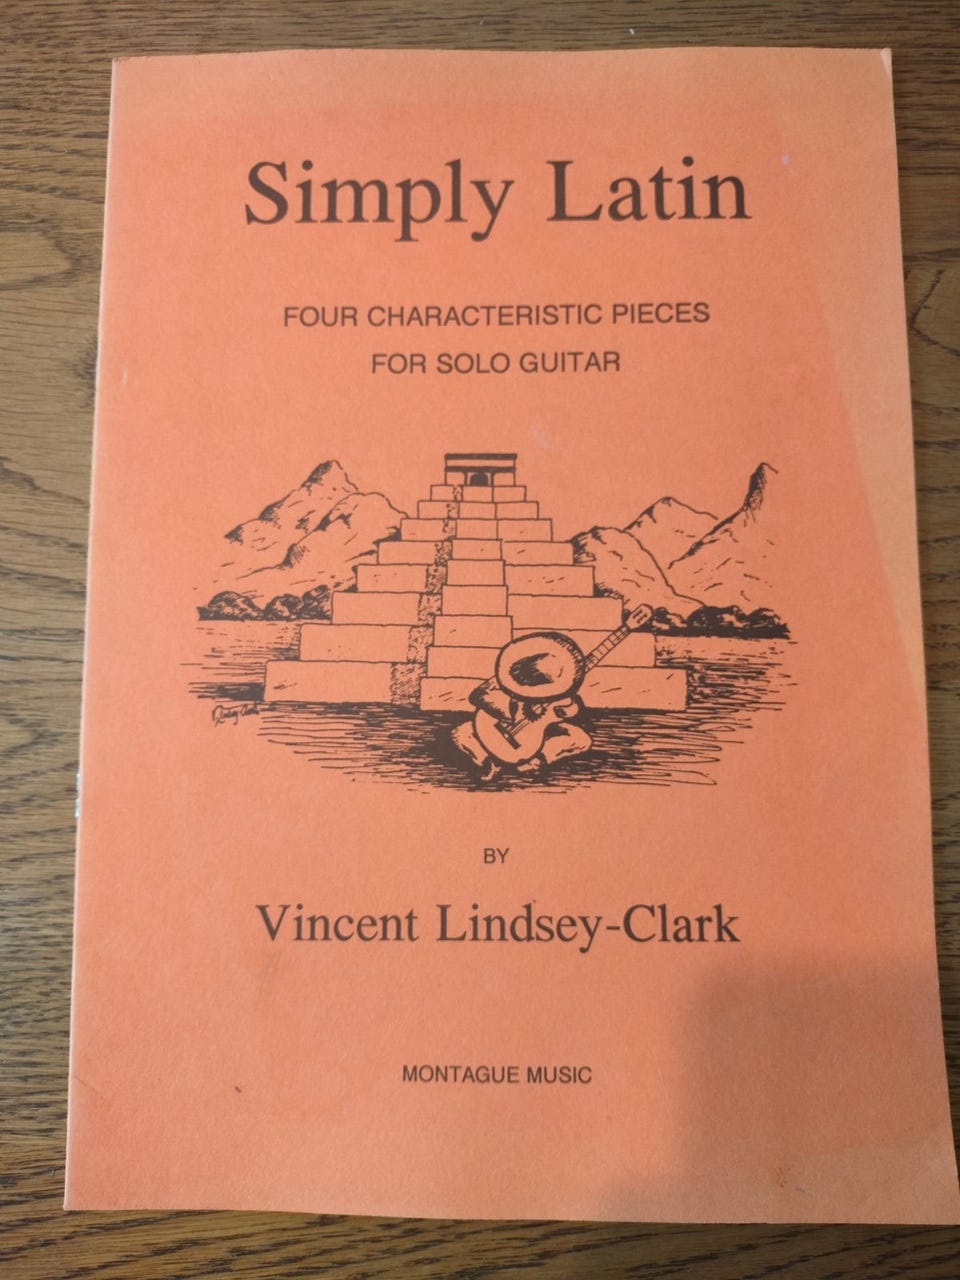 Simply Latin
FOUR CHARACTERISTIC PIECES
FOR SOLO GUITAR
BY
Vincent Lindsey-Clark
MONTAGUE MUSIC